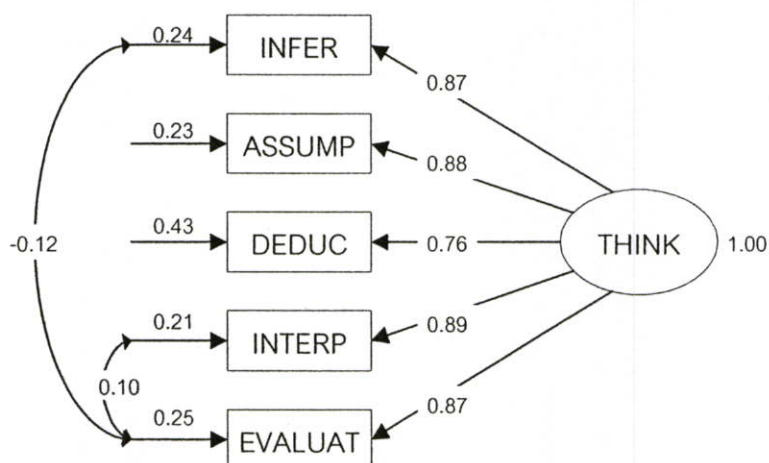 0.24 INFER
0.87
0.23 ASSUMP
0.88
-0.12 0.43 DEDUC 0.76 THINK 1.00
0.21 INTERP
0.89
0.10
0.87
0.25 EVALUAT